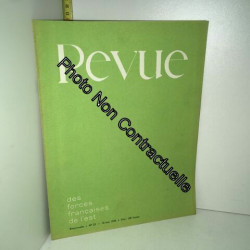 Revue
Photo Non Contractuelle
des
forces
françaises
de l'est